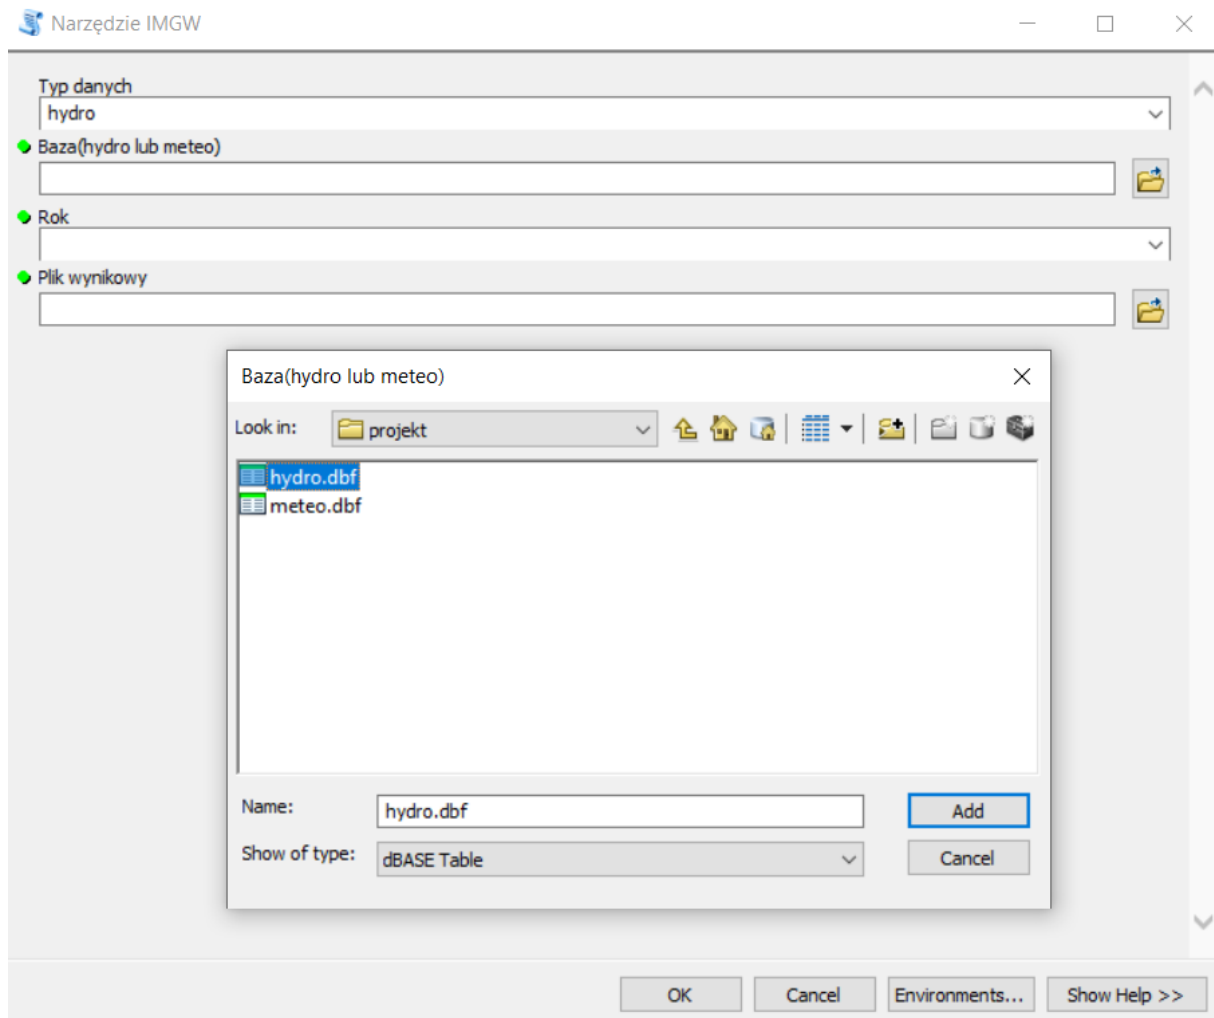 Narzędzie IMGW
Typ danych
hydro
Baza(hydro lub meteo)
Rok
Plik wynikowy
Baza(hydro lub meteo)
Look in: projekt
hydro.dbf
meteo.dbf
Name: hydro.dbf Add
Show of type: dBASE Table Cancel
OK Cancel Environments... Show Help >>